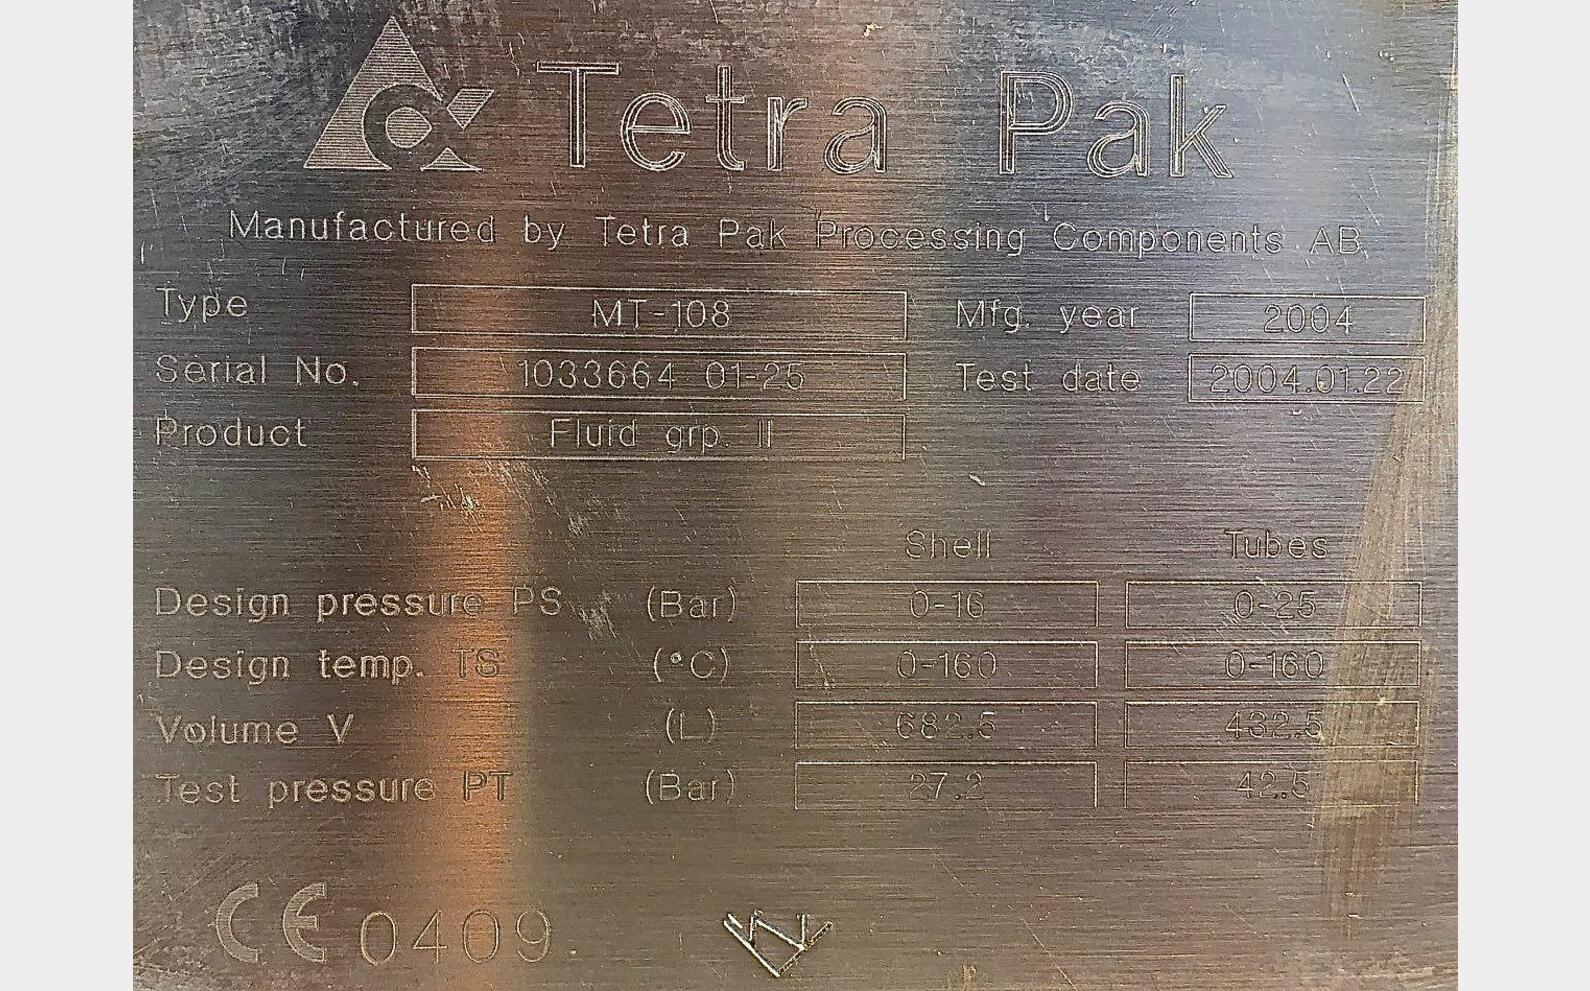 Tetra Pak
Manufactured by Tetra Pak Processing Components AB
Type MT-108 Mfg. year 2004
Serial No. 1033664 01-25 Test date 2004.01.22
Product Fluid grp. II
Shell Tubes
Design pressure PS (Bar) 0-16 0-25
Design temp. TS (°C) 0-160 0-160
Volume V (L) 682.5 432.5
Test pressure PT (Bar) 27.2 42.5
CE 0409